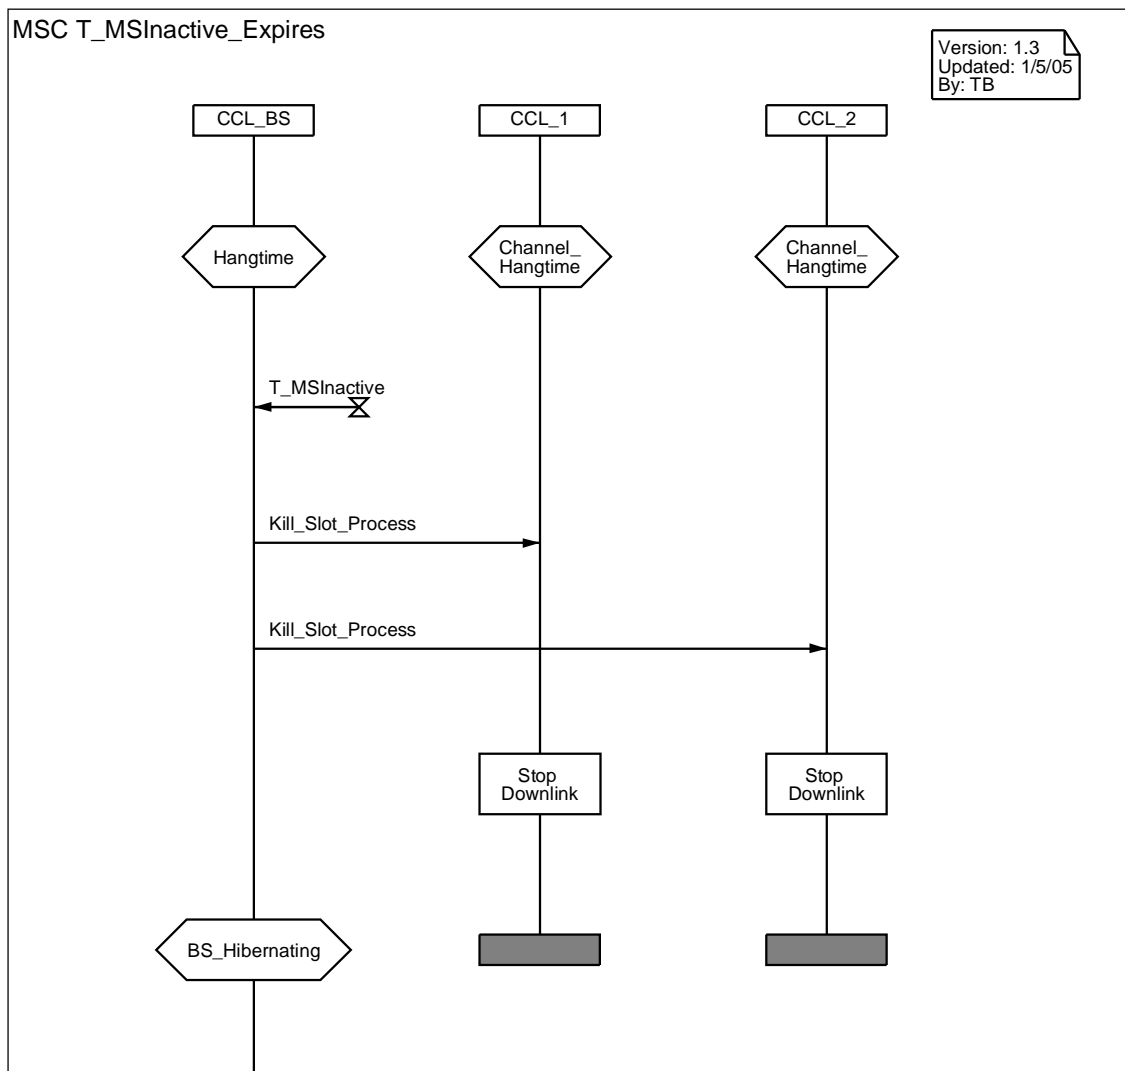 MSC T_MSInactive_Expires
Version: 1.3
Updated: 1/5/05
By: TB
CCL_BS
CCL_1
CCL_2
Hangtime
Channel_
Hangtime
Channel_
Hangtime
T_MSInactive
Kill_Slot_Process
Kill_Slot_Process
Stop
Downlink
Stop
Downlink
BS_Hibernating